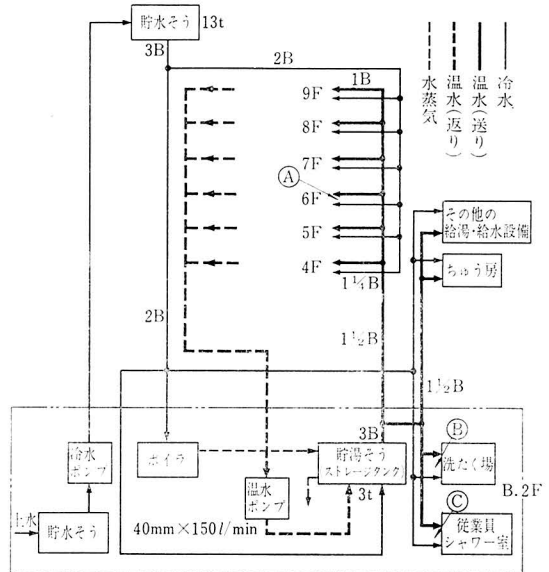 貯水そう
13t
3B
2B
1B
9F
8F
7F
Ⓐ
6F
5F
4F
1¼B
2B
1½B
水蒸気
温水(返り)
温水(送り)
冷水
その他の
給湯・給水設備
ちゅう房
1½B
冷水
ポンプ
ボイラ
3B
貯湯そう
ストレージタンク
3t
温水
ポンプ
上水
貯水そう
40mm×150l/min
Ⓑ
洗たく場
Ⓒ
従業員
シャワー室
B.2F